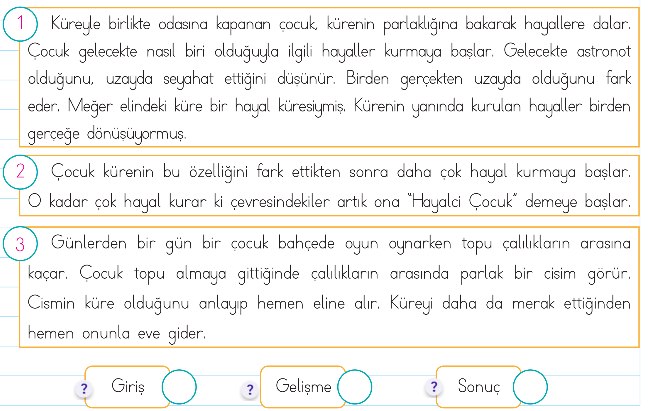 1 Küreyle birlikte odasına kapanan çocuk, kürenin parlaklığına bakarak hayallere dalar.
Çocuk gelecekte nasıl biri olduğuyla ilgili hayaller kurmaya başlar. Gelecekte astronot
olduğunu, uzayda seyahat ettiğini düşünür. Birden gerçekten uzayda olduğunu fark
eder. Meğer elindeki küre bir hayal küresiymiş. Kürenin yanında kurulan hayaller birden
gerçeğe dönüşüyormuş.
2 Çocuk kürenin bu özelliğini fark ettikten sonra daha çok hayal kurmaya başlar.
O kadar çok hayal kurar ki çevresindekiler artık ona “Hayalci Çocuk” demeye başlar.
3 Günlerden bir gün bir çocuk bahçede oyun oynarken topu çalılıkların arasına
kaçar. Çocuk topu almaya gittiğinde çalılıkların arasında parlak bir cisim görür.
Cismin küre olduğunu anlayıp hemen eline alır. Küreyi daha da merak ettiğinden
hemen onunla eve gider.
? Giriş ? Gelişme ? Sonuç